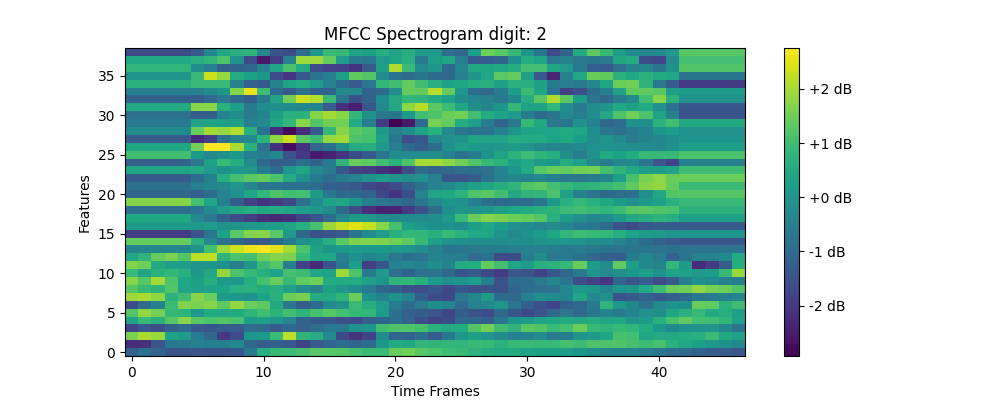 MFCC Spectrogram digit: 2
Features
35
30
25
20
15
10
5
0
0 10 20 30 40
Time Frames
+2 dB
+1 dB
+0 dB
-1 dB
-2 dB